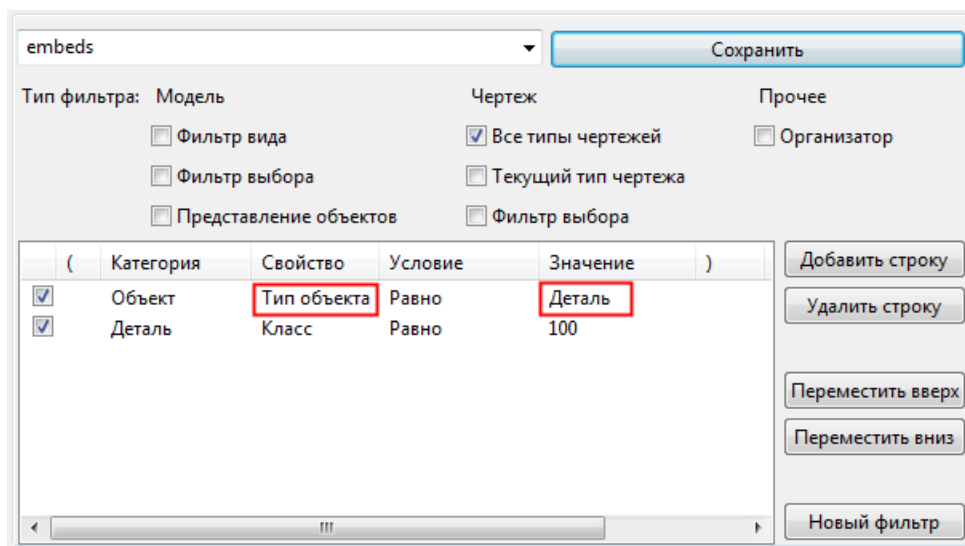 embeds Сохранить
Тип фильтра: Модель Чертеж Прочее
Фильтр вида Все типы чертежей Организатор
Фильтр выбора Текущий тип чертежа
Представление объектов Фильтр выбора
( Категория Свойство Условие Значение ) Добавить строку
Объект Тип объекта Равно Деталь Удалить строку
Деталь Класс Равно 100
Переместить вверх
Переместить вниз
Новый фильтр